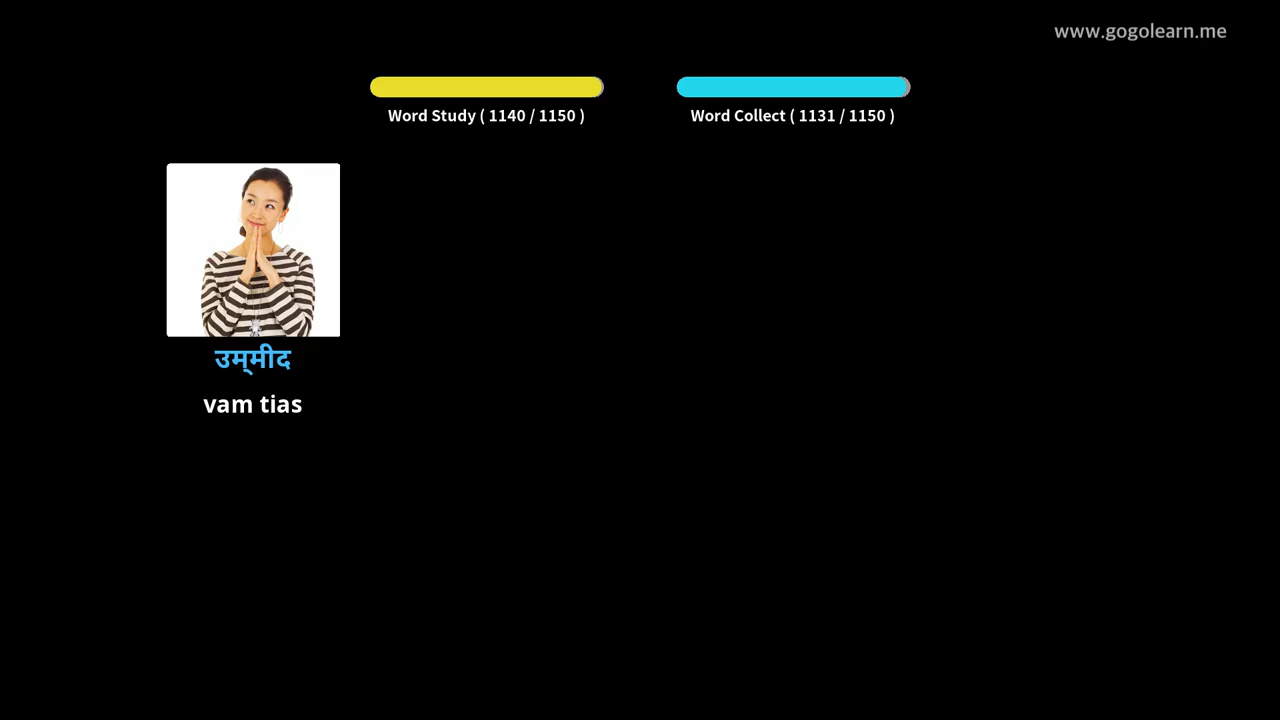 www.gogolearn.me
Word Study ( 1140 / 1150 )
Word Collect ( 1131 / 1150 )
उम्‌मीद
vam tias